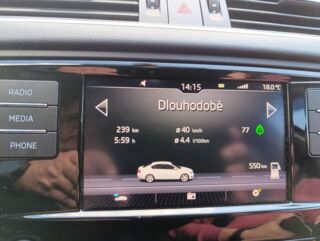 14:15
18.0°C
Dlouhodobě
RADIO
MEDIA
PHONE
239 km
ø 40 km/h
77
5:59 h
ø 4.4 l/100km
550 km